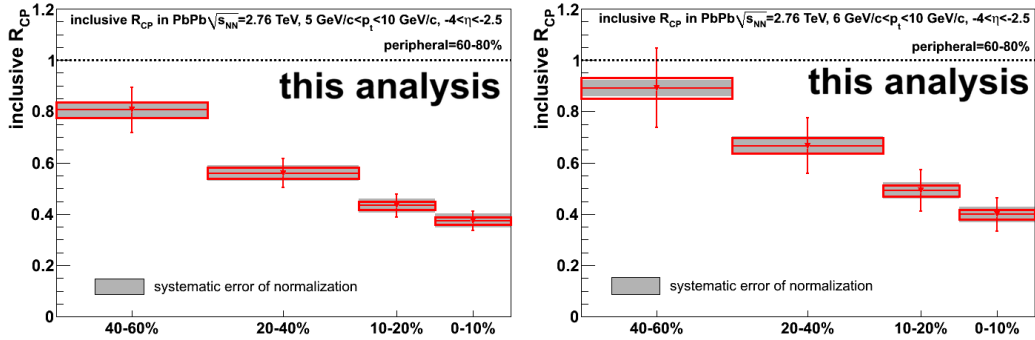 inclusive R_CP in PbPb√s_NN=2.76 TeV, 5 GeV/c<p_t<10 GeV/c, -4<η<-2.5
peripheral=60-80%
this analysis
inclusive R_CP
1.2
1
0.8
0.6
0.4
0.2
0
systematic error of normalization
40-60% 20-40% 10-20% 0-10%
inclusive R_CP in PbPb√s_NN=2.76 TeV, 6 GeV/c<p_t<10 GeV/c, -4<η<-2.5
peripheral=60-80%
this analysis
inclusive R_CP
1.2
1
0.8
0.6
0.4
0.2
0
systematic error of normalization
40-60% 20-40% 10-20% 0-10%